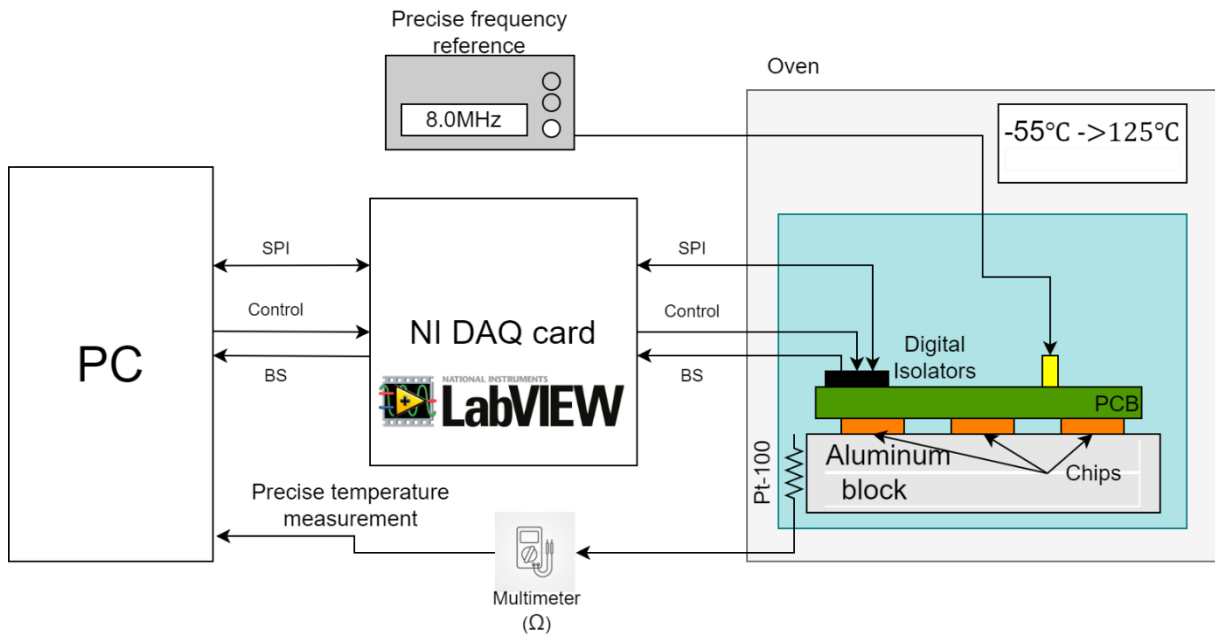 Precise frequency
reference
8.0MHz
Oven
-55°C ->125°C
PC
SPI
Control
BS
NI DAQ card
NATIONAL INSTRUMENTS
LabVIEW
SPI
Control
BS
Digital
Isolators
PCB
Pt-100
Aluminum
block
Chips
Precise temperature
measurement
Multimeter
(Ω)